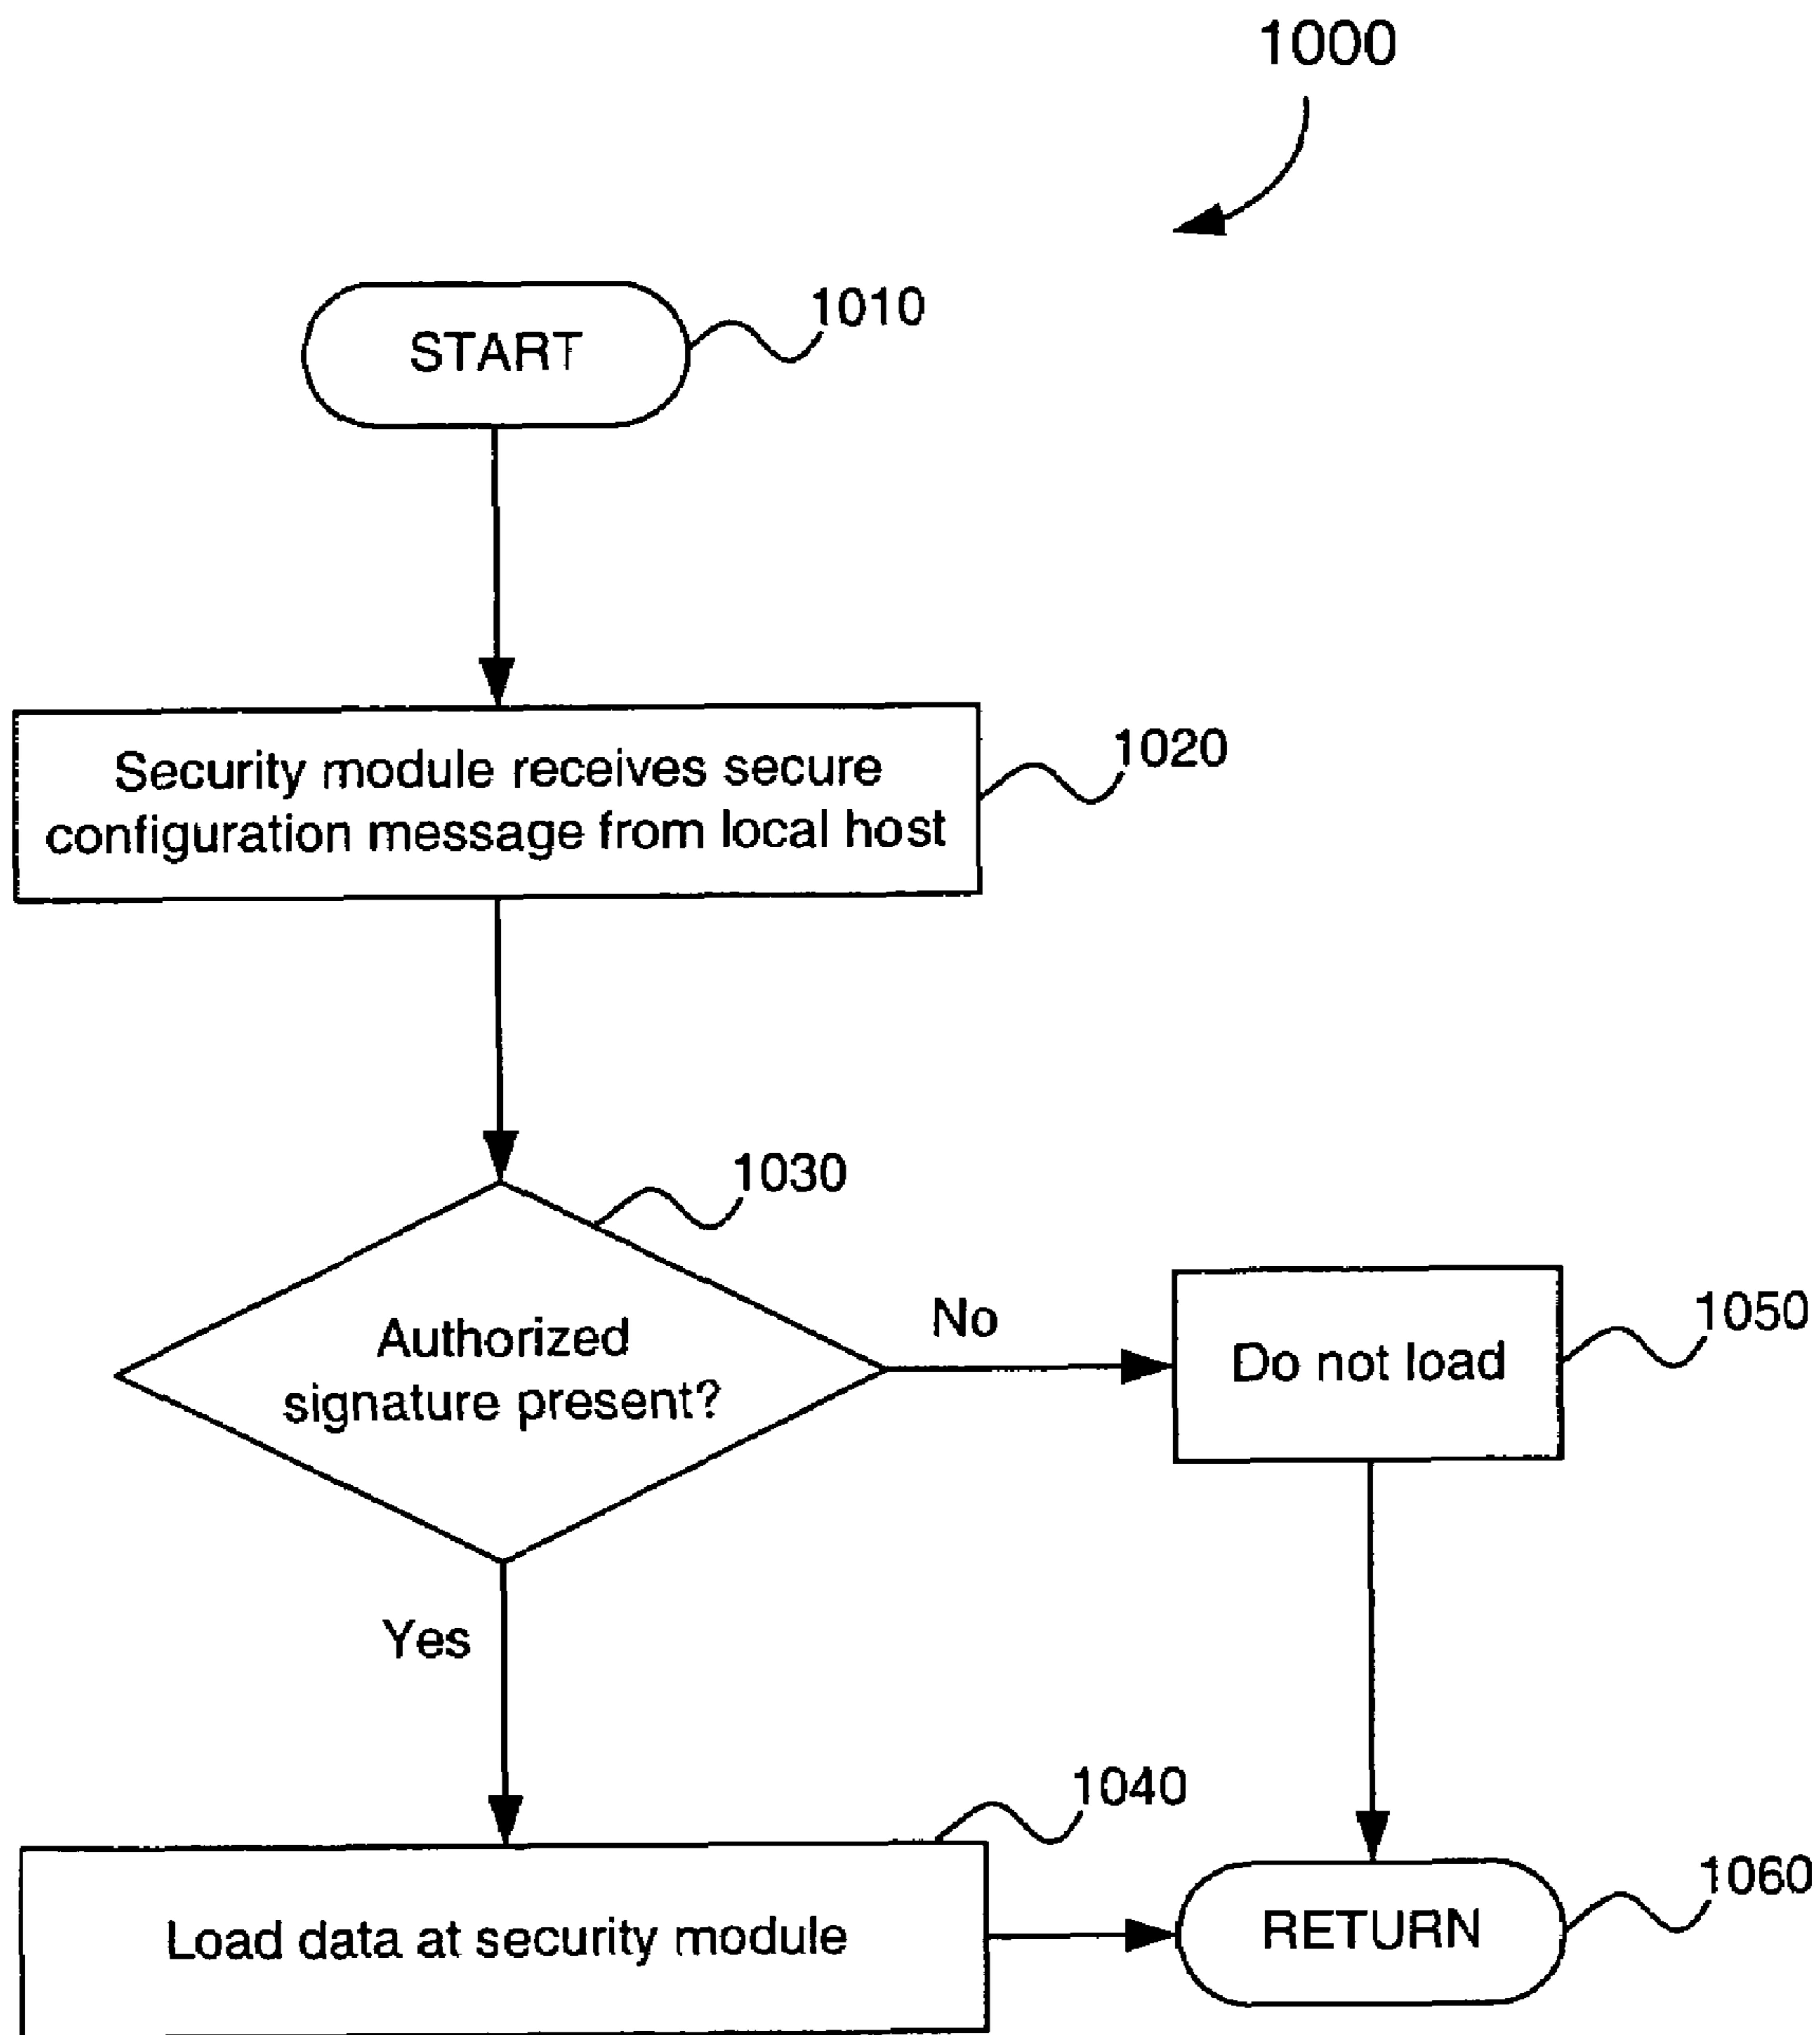 1000
START
1010
Security module receives secure
configuration message from local host
1020
1030
Authorized
signature present?
No
Do not load
1050
Yes
1040
Load data at security module
RETURN
1060